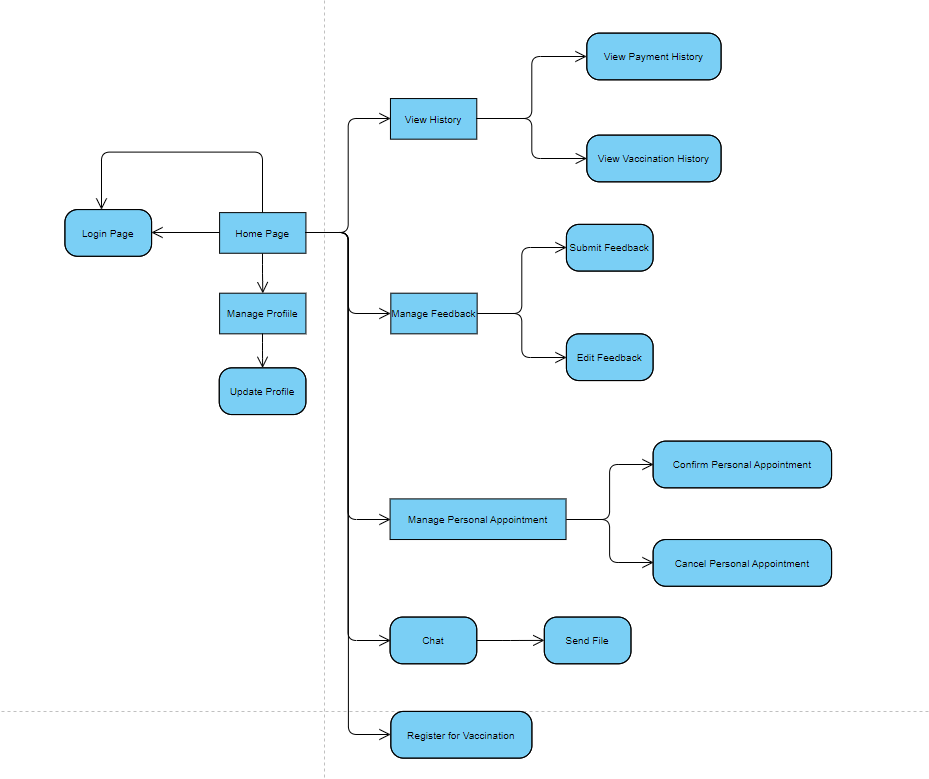 View Payment History
View History
View Vaccination History
Login Page
Home Page
Submit Feedback
Manage Profiile
Manage Feedback
Edit Feedback
Update Profile
Confirm Personal Appointment
Manage Personal Appointment
Cancel Personal Appointment
Chat
Send File
Register for Vaccination